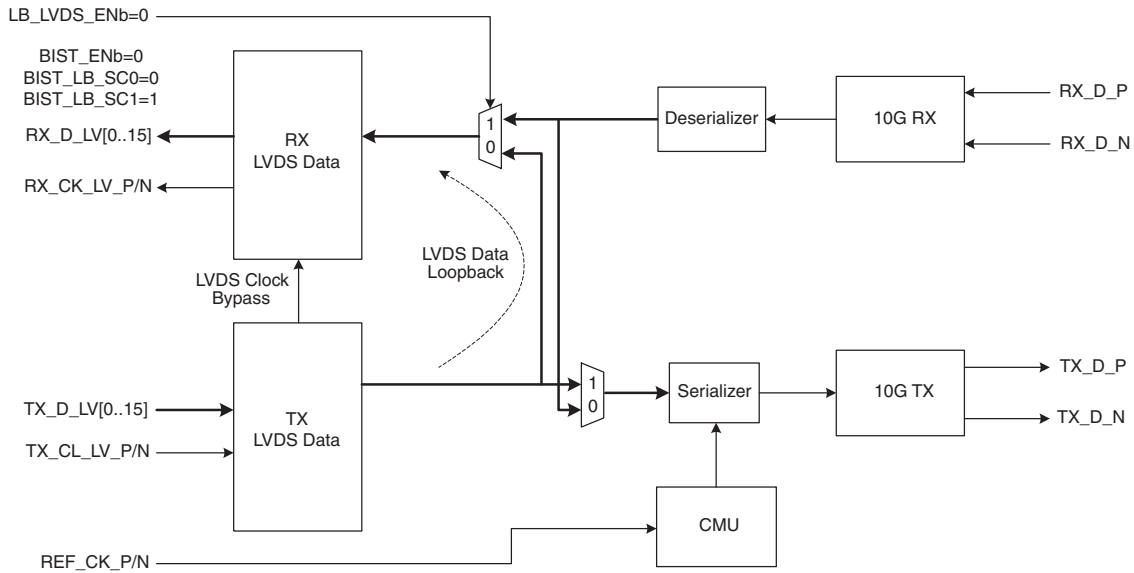 LB_LVDS_ENb=0
BIST_ENb=0
BIST_LB_SC0=0
BIST_LB_SC1=1
RX_D_LV[0..15]
RX_CK_LV_P/N
RX
LVDS Data
1
0
Deserializer
10G RX
RX_D_P
RX_D_N
LVDS Data
Loopback
LVDS Clock
Bypass
TX_D_LV[0..15]
TX_CL_LV_P/N
TX
LVDS Data
1
0
Serializer
10G TX
TX_D_P
TX_D_N
CMU
REF_CK_P/N